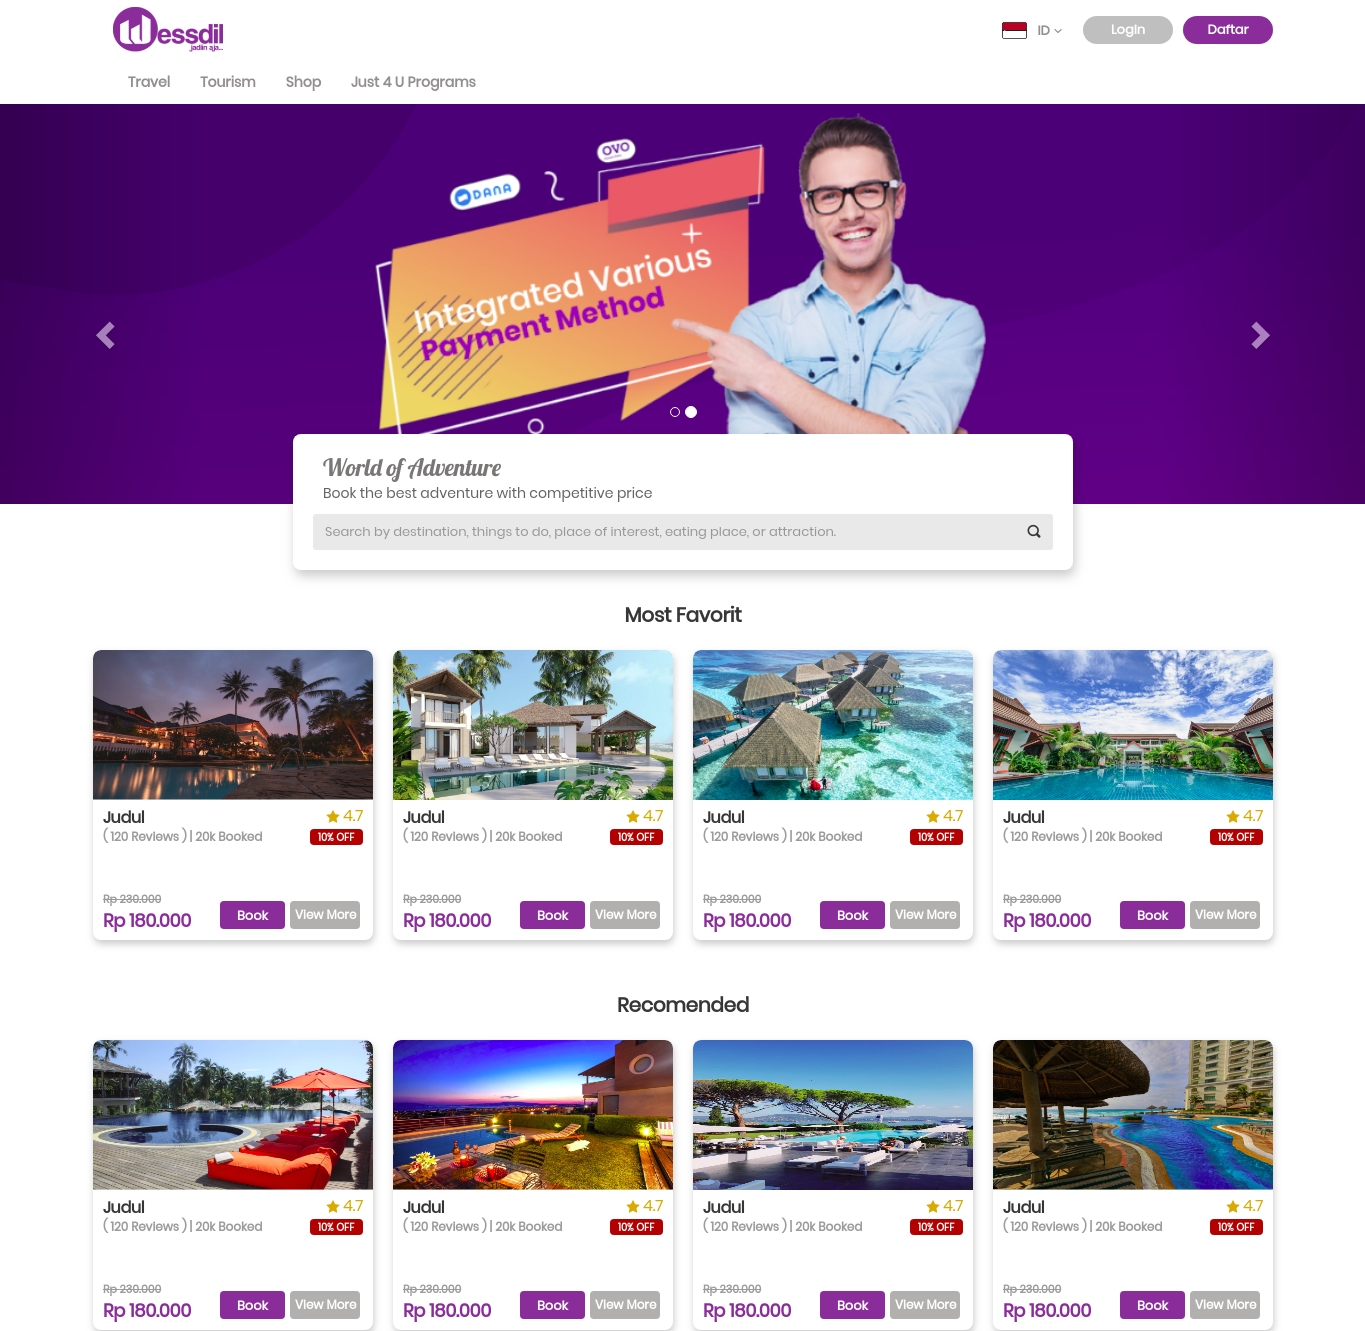 Wessdil
jadiin aja...
ID
Login
Daftar
Travel
Tourism
Shop
Just 4 U Programs
DANA
OVO
Integrated Various
Payment Method
World of Adventure
Book the best adventure with competitive price
Search by destination, things to do, place of interest, eating place, or attraction.
Most Favorit
Judul
4.7
( 120 Reviews ) | 20k Booked
10% OFF
Rp 230.000
Rp 180.000
Book
View More
Judul
4.7
( 120 Reviews ) | 20k Booked
10% OFF
Rp 230.000
Rp 180.000
Book
View More
Judul
4.7
( 120 Reviews ) | 20k Booked
10% OFF
Rp 230.000
Rp 180.000
Book
View More
Judul
4.7
( 120 Reviews ) | 20k Booked
10% OFF
Rp 230.000
Rp 180.000
Book
View More
Recomended
Judul
4.7
( 120 Reviews ) | 20k Booked
10% OFF
Rp 230.000
Rp 180.000
Book
View More
Judul
4.7
( 120 Reviews ) | 20k Booked
10% OFF
Rp 230.000
Rp 180.000
Book
View More
Judul
4.7
( 120 Reviews ) | 20k Booked
10% OFF
Rp 230.000
Rp 180.000
Book
View More
Judul
4.7
( 120 Reviews ) | 20k Booked
10% OFF
Rp 230.000
Rp 180.000
Book
View More